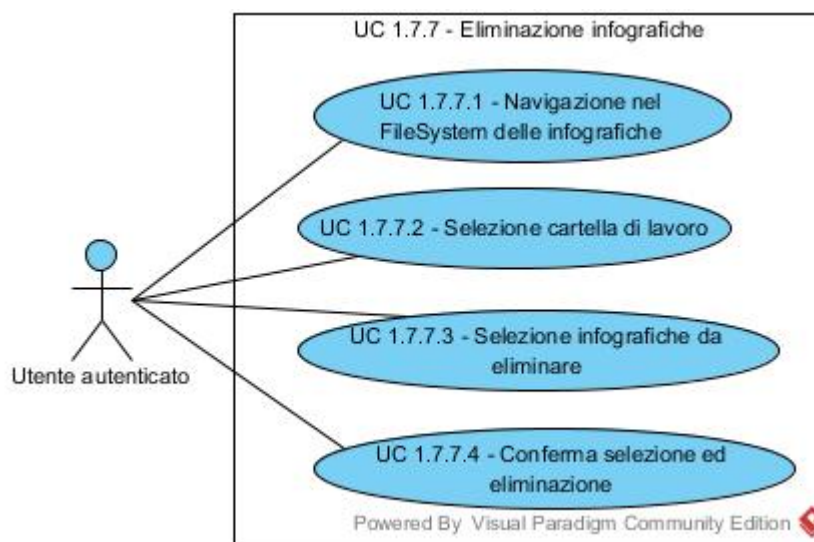 UC 1.7.7 - Eliminazione infografiche
UC 1.7.7.1 - Navigazione nel
FileSystem delle infografiche
UC 1.7.7.2 - Selezione cartella di lavoro
UC 1.7.7.3 - Selezione infografiche da
eliminare
Utente autenticato
UC 1.7.7.4 - Conferma selezione ed
eliminazione
Powered By Visual Paradigm Community Edition